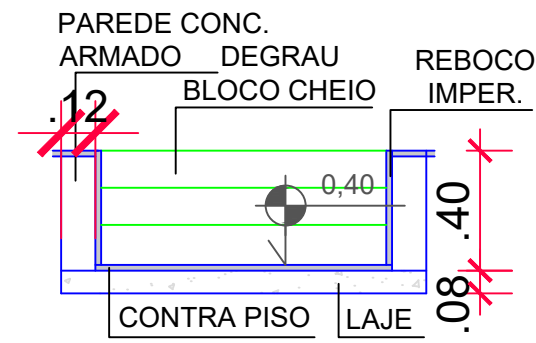 PAREDE CONC.
ARMADO
DEGRAU
BLOCO CHEIO
REBOCO
IMPER.
.12
0,40
.40
.08
CONTRA PISO
LAJE